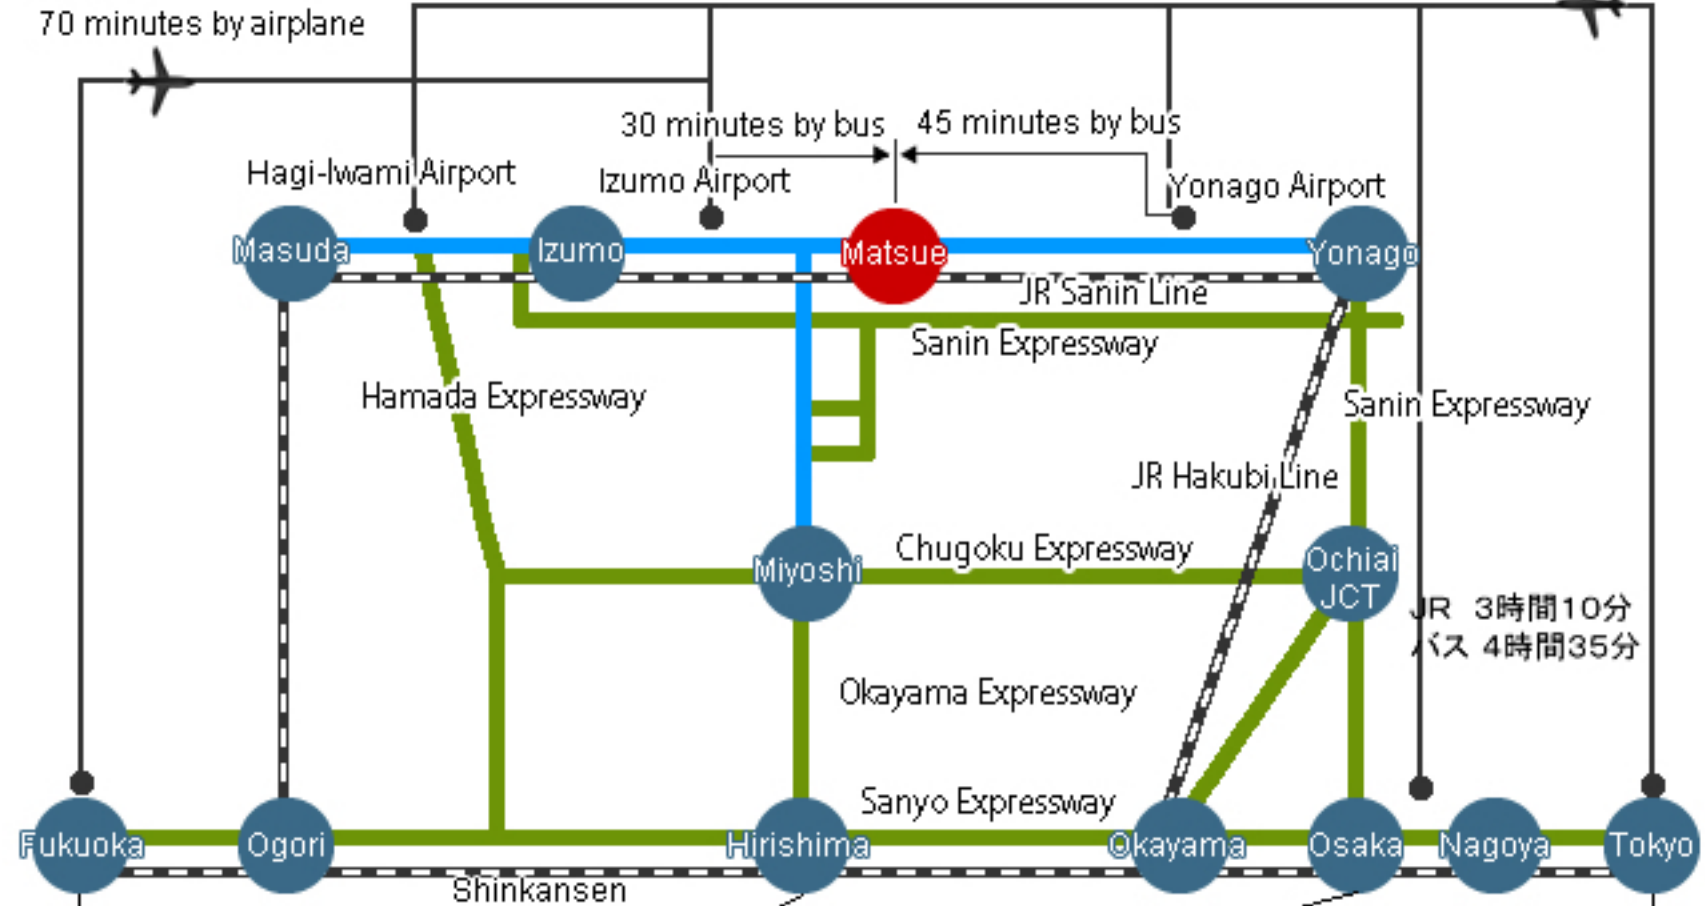 70 minutes by airplane
30 minutes by bus
45 minutes by bus
Hagi-Iwami Airport
Izumo Airport
Yonago Airport
Masuda
Izumo
Matsue
Yonago
JR Sanin Line
Sanin Expressway
Hamada Expressway
Sanin Expressway
JR Hakubi Line
Chugoku Expressway
Miyoshi
Ochiai
JCT
JR 3時間10分
バス 4時間35分
Okayama Expressway
Sanyo Expressway
Fukuoka
Ogori
Hirishima
Okayama
Osaka
Nagoya
Tokyo
Shinkansen